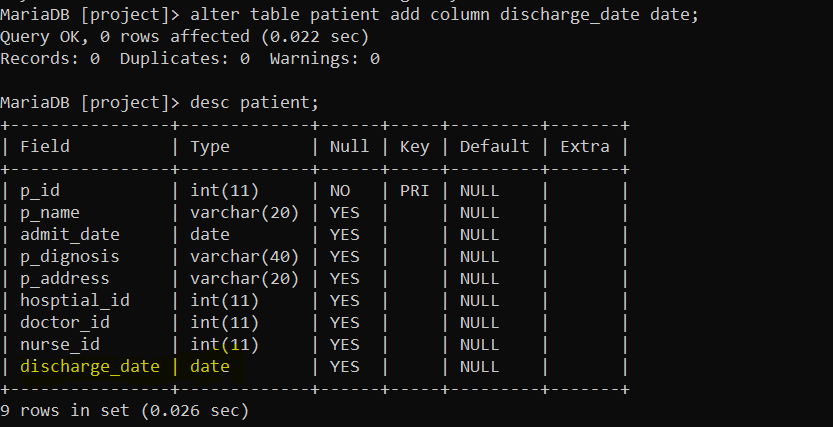 MariaDB [project]> alter table patient add column discharge_date date;
Query OK, 0 rows affected (0.022 sec)
Records: 0  Duplicates: 0  Warnings: 0

MariaDB [project]> desc patient;
+----------------+-------------+------+-----+---------+-------+
| Field          | Type        | Null | Key | Default | Extra |
+----------------+-------------+------+-----+---------+-------+
| p_id           | int(11)     | NO   | PRI | NULL    |       |
| p_name         | varchar(20) | YES  |     | NULL    |       |
| admit_date     | date        | YES  |     | NULL    |       |
| p_dignosis     | varchar(40) | YES  |     | NULL    |       |
| p_address      | varchar(20) | YES  |     | NULL    |       |
| hosptial_id    | int(11)     | YES  |     | NULL    |       |
| doctor_id      | int(11)     | YES  |     | NULL    |       |
| nurse_id       | int(11)     | YES  |     | NULL    |       |
| discharge_date | date        | YES  |     | NULL    |       |
+----------------+-------------+------+-----+---------+-------+
9 rows in set (0.026 sec)